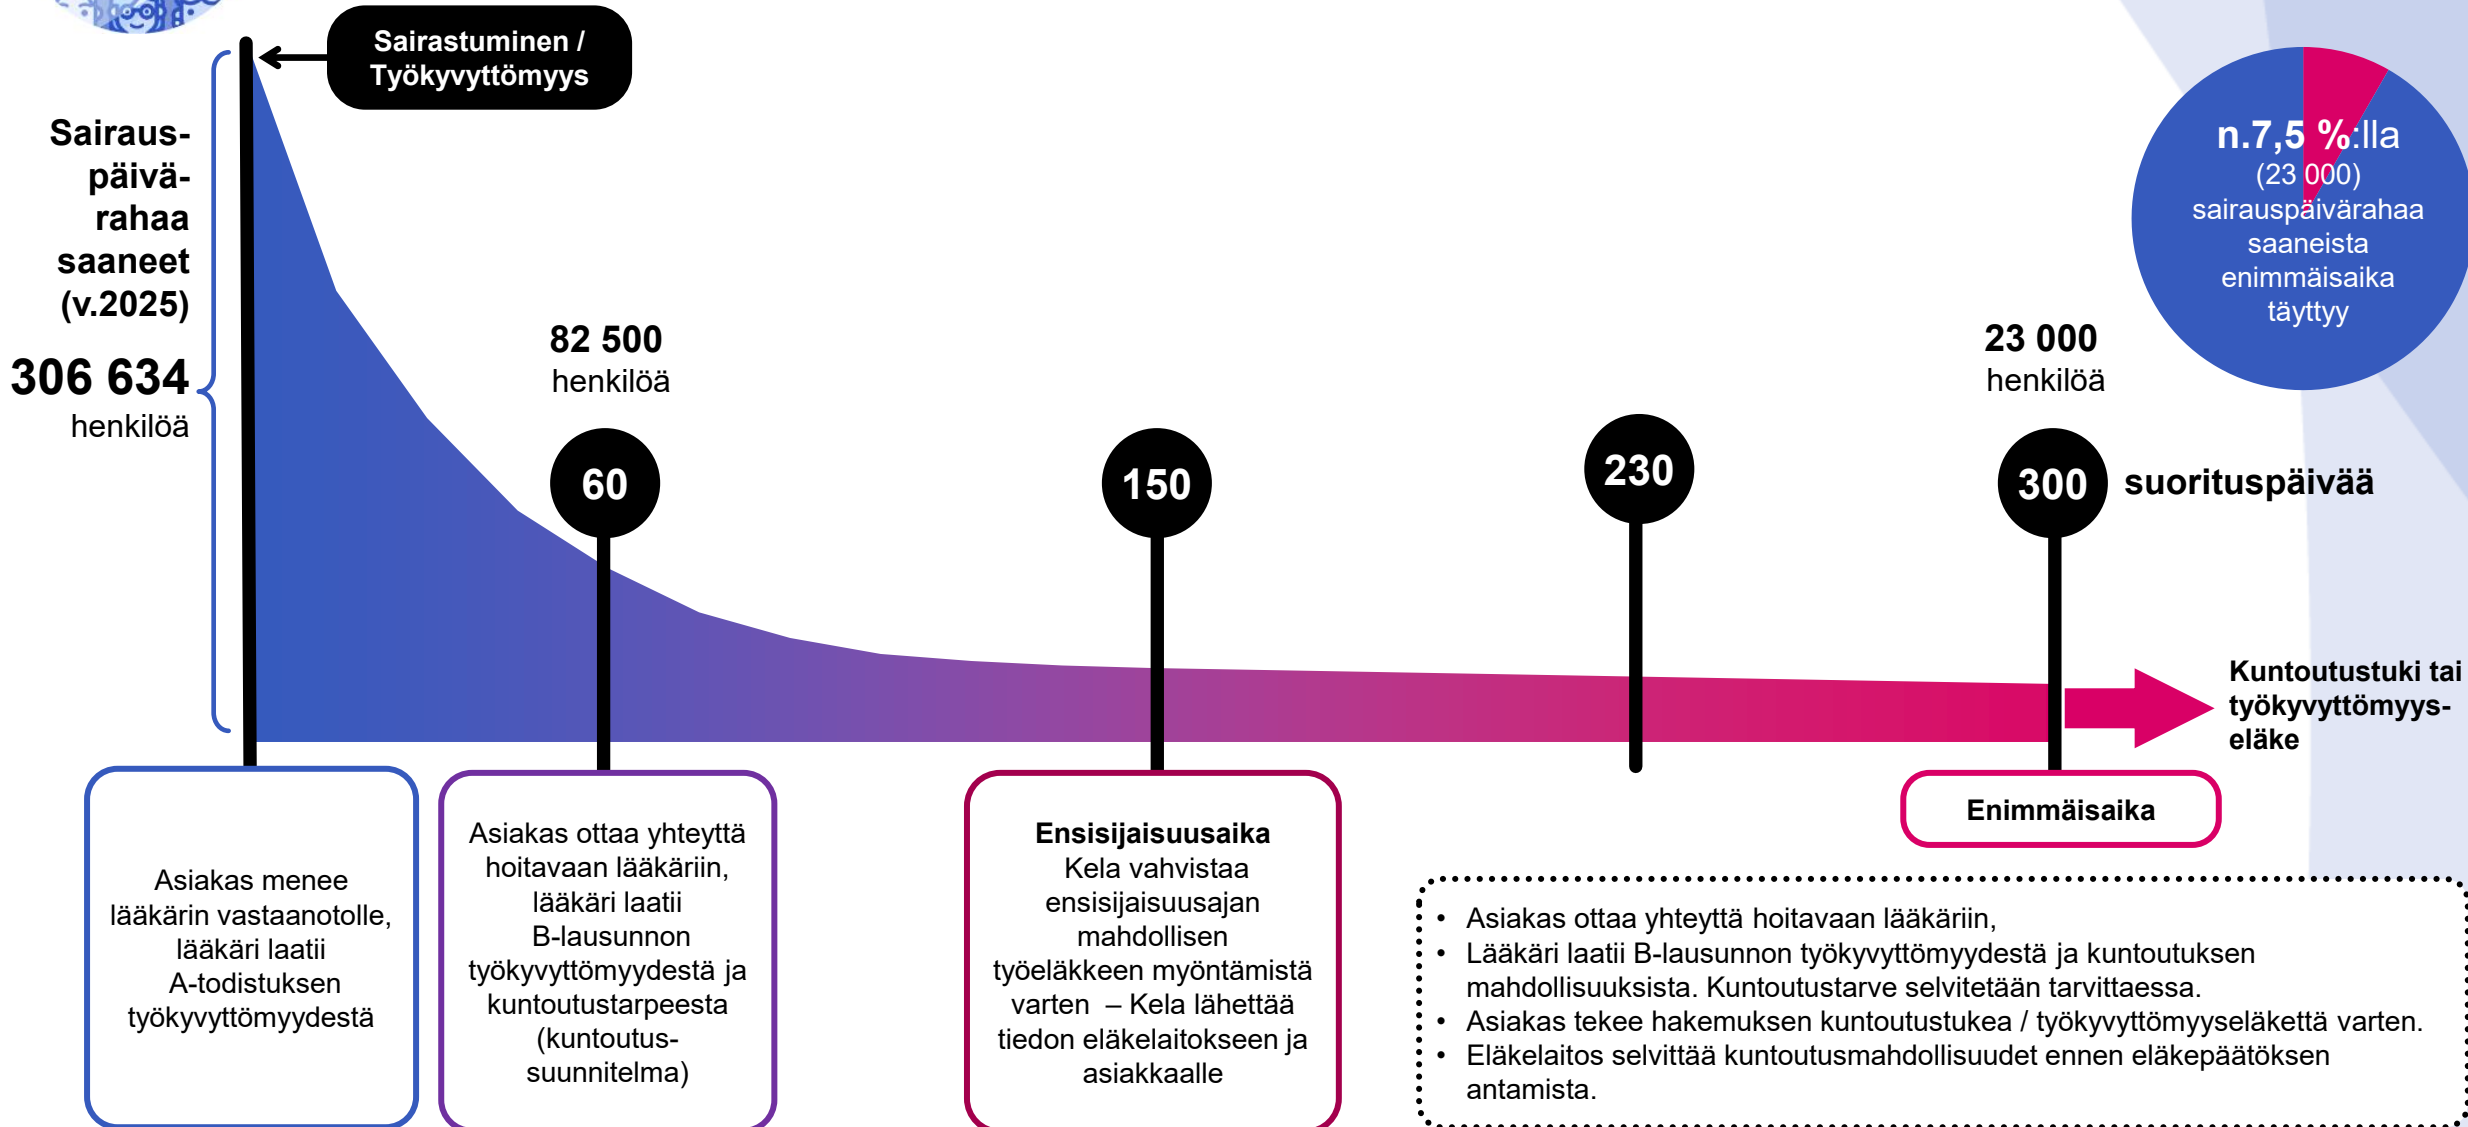 Sairastuminen /
Työkyvyttömyys
Sairaus-
päivä-
rahaa
saaneet
(v.2025)
306 634
henkilöä
n.7,5 %:lla
(23 000)
sairauspäivärahaa
saaneista
enimmäisaika
täyttyy
82 500
henkilöä
23 000
henkilöä
60
150
230
300 suorituspäivää
Kuntoutustuki tai
työkyvyttömyys-
eläke
Asiakas menee
lääkärin vastaanotolle,
lääkäri laatii
A-todistuksen
työkyvyttömyydestä
Asiakas ottaa yhteyttä
hoitavaan lääkäriin,
lääkäri laatii
B-lausunnon
työkyvyttömyydestä ja
kuntoutustarpeesta
(kuntoutus-
suunnitelma)
Ensisijaisuusaika
Kela vahvistaa
ensisijaisuusajan
mahdollisen
työeläkkeen myöntämistä
varten – Kela lähettää
tiedon eläkelaitokseen ja
asiakkaalle
Enimmäisaika
• Asiakas ottaa yhteyttä hoitavaan lääkäriin,
• Lääkäri laatii B-lausunnon työkyvyttömyydestä ja kuntoutuksen
mahdollisuuksista. Kuntoutustarve selvitetään tarvittaessa.
• Asiakas tekee hakemuksen kuntoutustukea / työkyvyttömyyseläkettä varten.
• Eläkelaitos selvittää kuntoutusmahdollisuudet ennen eläkepäätöksen
antamista.